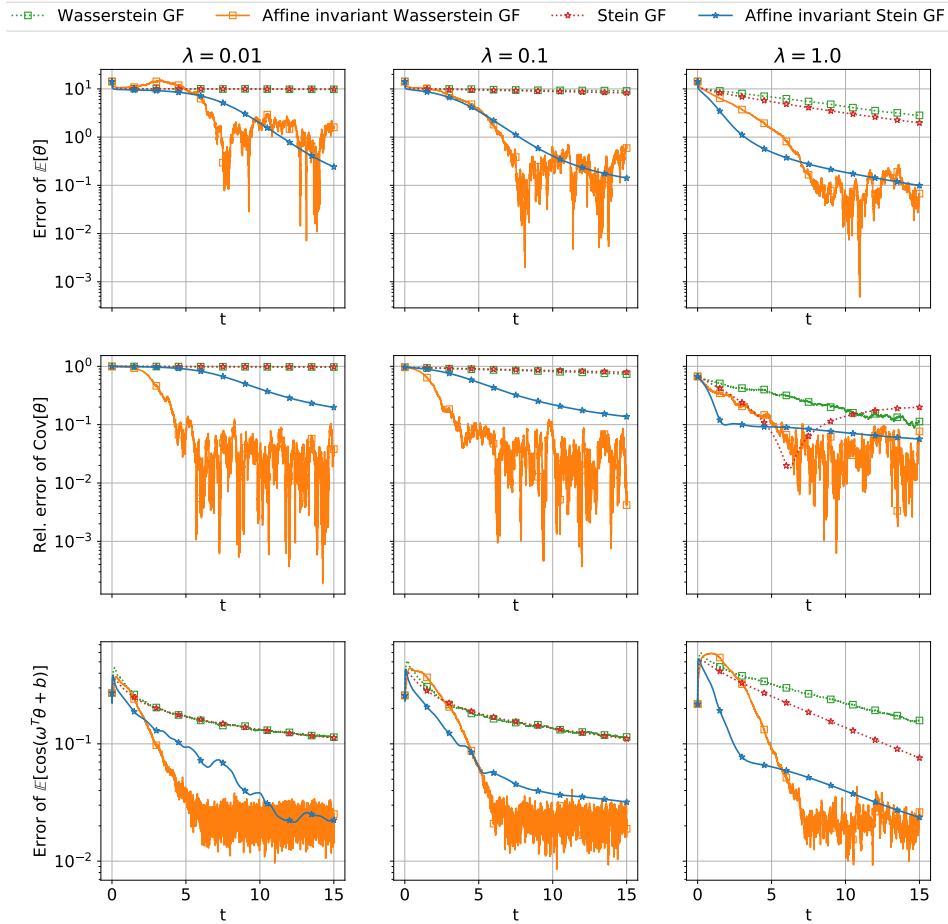 Wasserstein GF Affine invariant Wasserstein GF Stein GF Affine invariant Stein GF
λ = 0.01 λ = 0.1 λ = 1.0
Error of 𝔼[θ]
10¹
10⁰
10⁻¹
10⁻²
10⁻³
t t t
Rel. error of Cov[θ]
10⁰
10⁻¹
10⁻²
10⁻³
t t t
Error of 𝔼[cos(ωᵀθ + b)]
10⁻¹
10⁻²
0 5 10 15 0 5 10 15 0 5 10 15
t t t